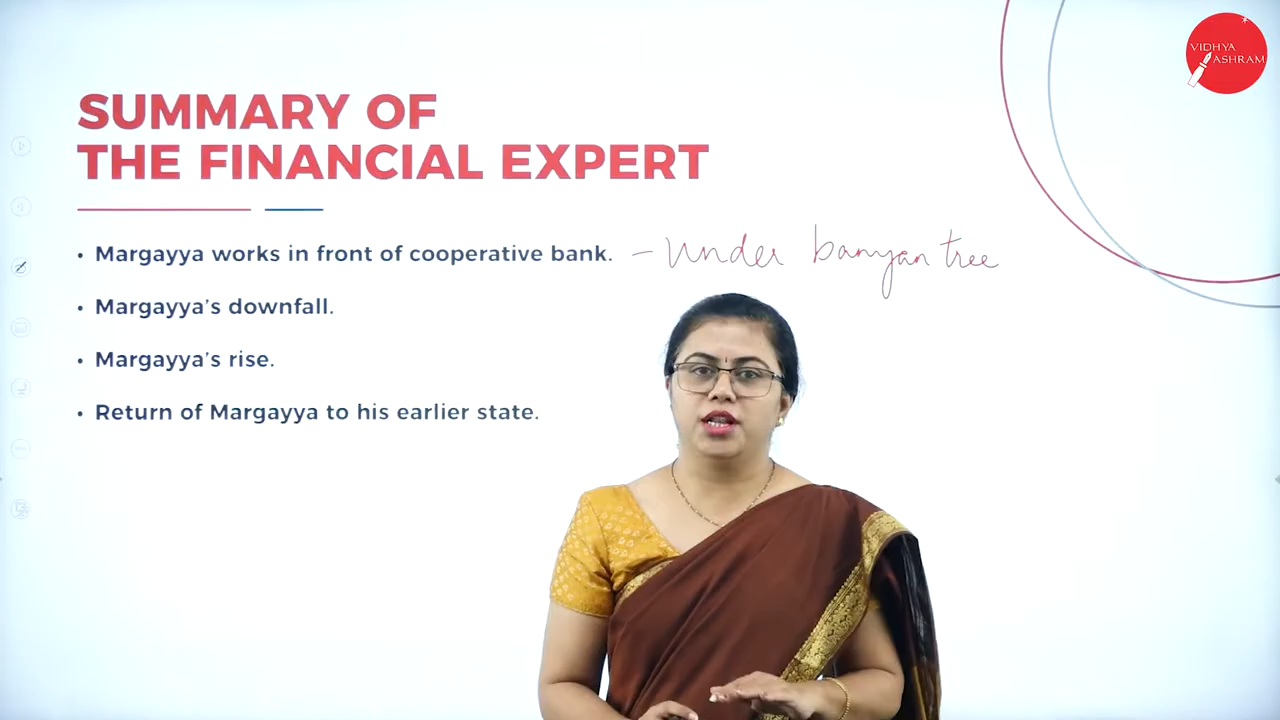 VIDHYA
ASHRAM
SUMMARY OF
THE FINANCIAL EXPERT
• Margayya works in front of cooperative bank. – Under banyan tree
• Margayya's downfall.
• Margayya's rise.
• Return of Margayya to his earlier state.